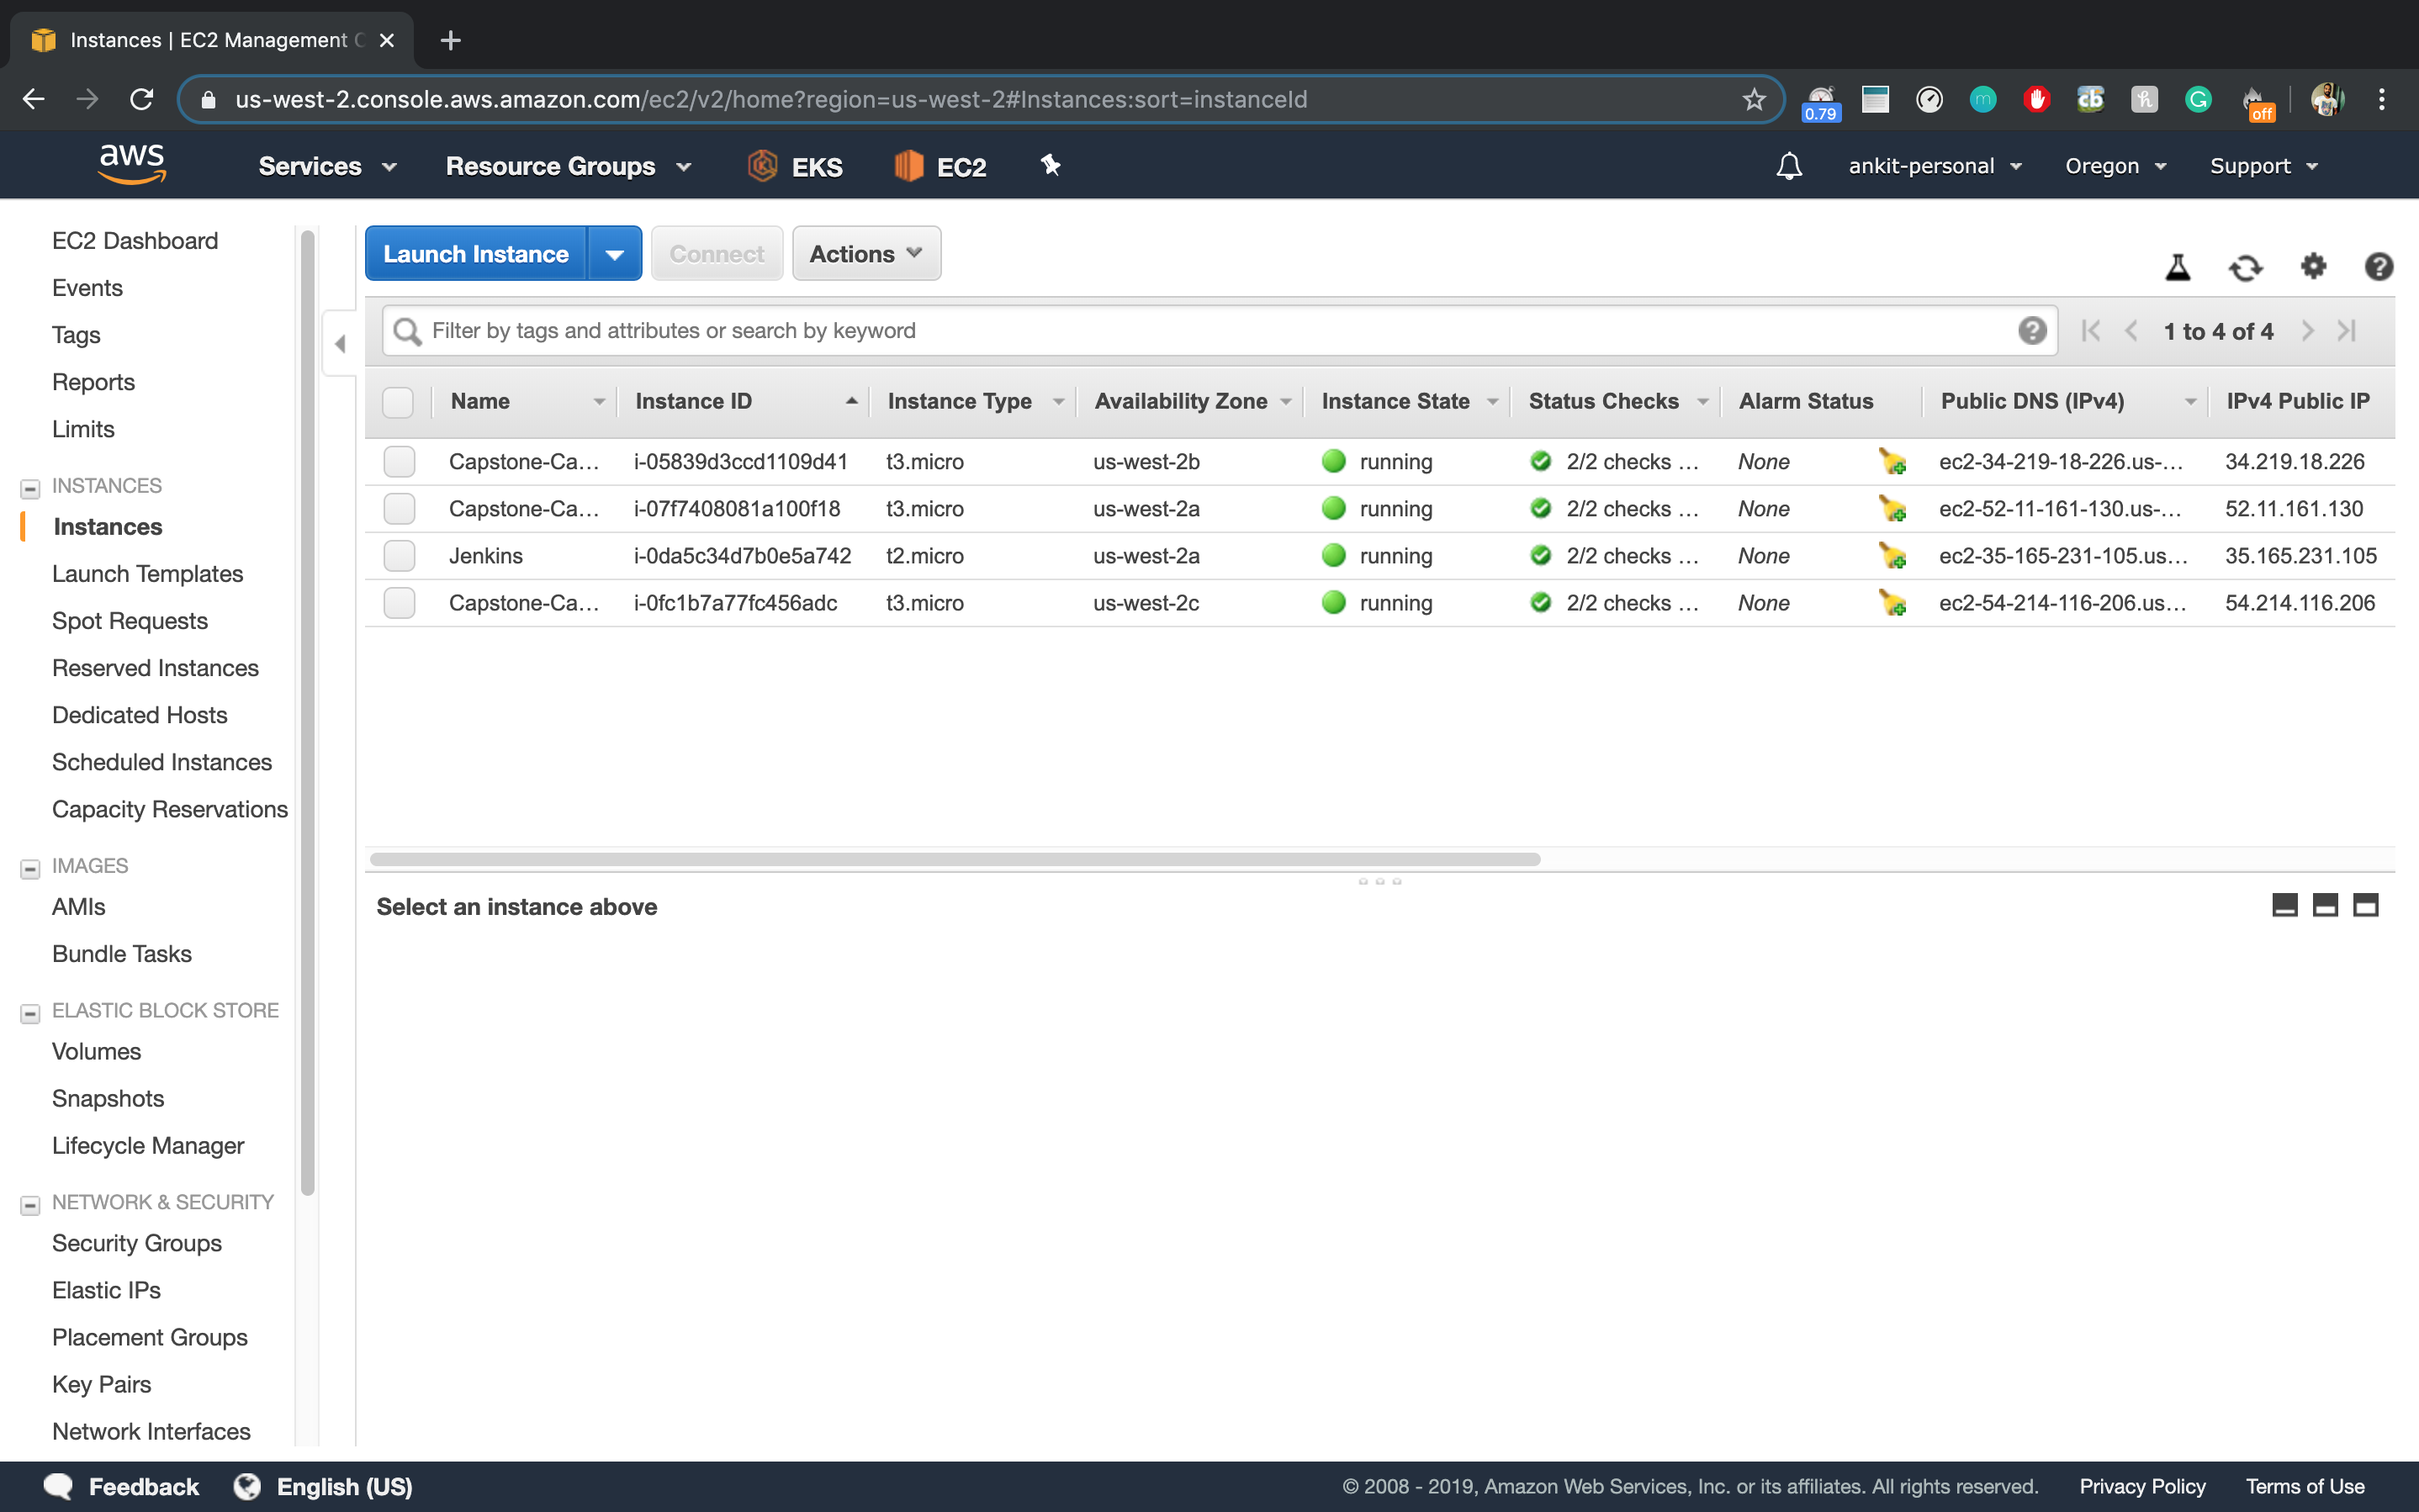 Instances | EC2 Management C
us-west-2.console.aws.amazon.com/ec2/v2/home?region=us-west-2#Instances:sort=instanceId
0.79
m
cb
h
G
off
aws
Services
Resource Groups
EKS
EC2
ankit-personal
Oregon
Support
EC2 Dashboard
Events
Tags
Reports
Limits
INSTANCES
Instances
Launch Templates
Spot Requests
Reserved Instances
Dedicated Hosts
Scheduled Instances
Capacity Reservations
IMAGES
AMIs
Bundle Tasks
ELASTIC BLOCK STORE
Volumes
Snapshots
Lifecycle Manager
NETWORK & SECURITY
Security Groups
Elastic IPs
Placement Groups
Key Pairs
Network Interfaces
Launch Instance
Connect
Actions
Filter by tags and attributes or search by keyword
1 to 4 of 4
Name Instance ID Instance Type Availability Zone Instance State Status Checks Alarm Status Public DNS (IPv4) IPv4 Public IP
Capstone-Ca... i-05839d3ccd1109d41 t3.micro us-west-2b running 2/2 checks ... None ec2-34-219-18-226.us-... 34.219.18.226
Capstone-Ca... i-07f7408081a100f18 t3.micro us-west-2a running 2/2 checks ... None ec2-52-11-161-130.us-... 52.11.161.130
Jenkins i-0da5c34d7b0e5a742 t2.micro us-west-2a running 2/2 checks ... None ec2-35-165-231-105.us... 35.165.231.105
Capstone-Ca... i-0fc1b7a77fc456adc t3.micro us-west-2c running 2/2 checks ... None ec2-54-214-116-206.us... 54.214.116.206
Select an instance above
Feedback
English (US)
© 2008 - 2019, Amazon Web Services, Inc. or its affiliates. All rights reserved.
Privacy Policy
Terms of Use